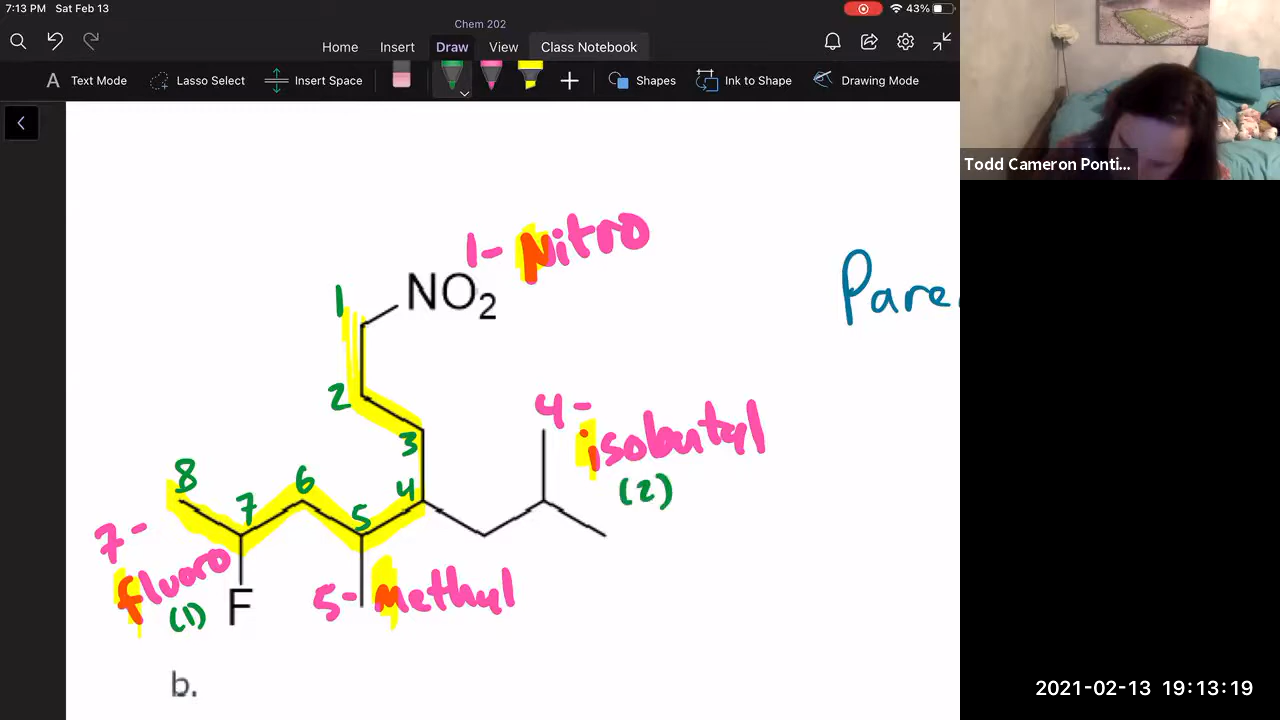 7:13 PM Sat Feb 13
43%
Chem 202
Home Insert Draw View Class Notebook
A Text Mode Lasso Select Insert Space Shapes Ink to Shape Drawing Mode
Todd Cameron Ponti...
1- Nitro
1
NO2
Pare
2
4-
isobutyl
(2)
3
8
6
4
7
5
7-
fluoro
(1)
F
5- Methyl
b.
2021-02-13 19:13:19